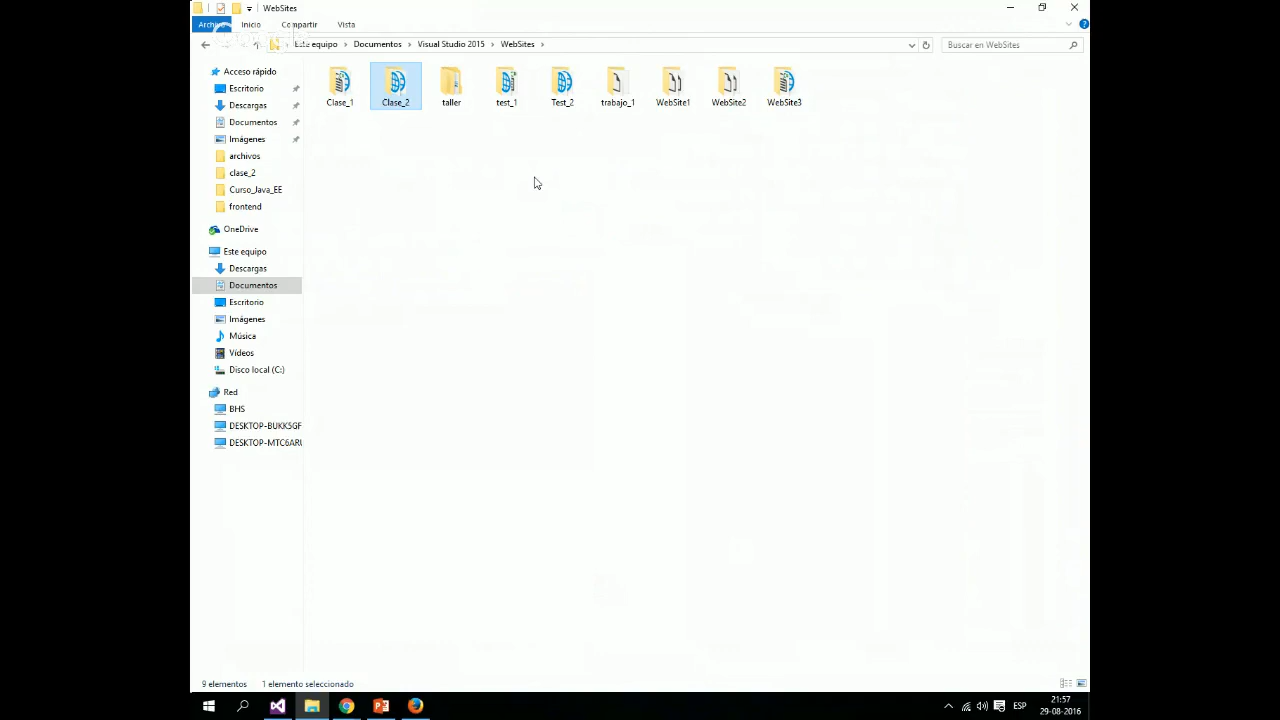 WebSites
Archivo Inicio Compartir Vista
Este equipo Documentos Visual Studio 2015 WebSites
Buscar en WebSites
Acceso rápido
Escritorio
Descargas
Documentos
Imágenes
archivos
clase_2
Curso_Java_EE
frontend
OneDrive
Este equipo
Descargas
Documentos
Escritorio
Imágenes
Música
Vídeos
Disco local (C:)
Red
BHS
DESKTOP-BUKK5GF
DESKTOP-MTC6ARU
Clase_1 Clase_2 taller test_1 Test_2 trabajo_1 WebSite1 WebSite2 WebSite3
9 elementos 1 elemento seleccionado
ESP
21:57
29-08-2016